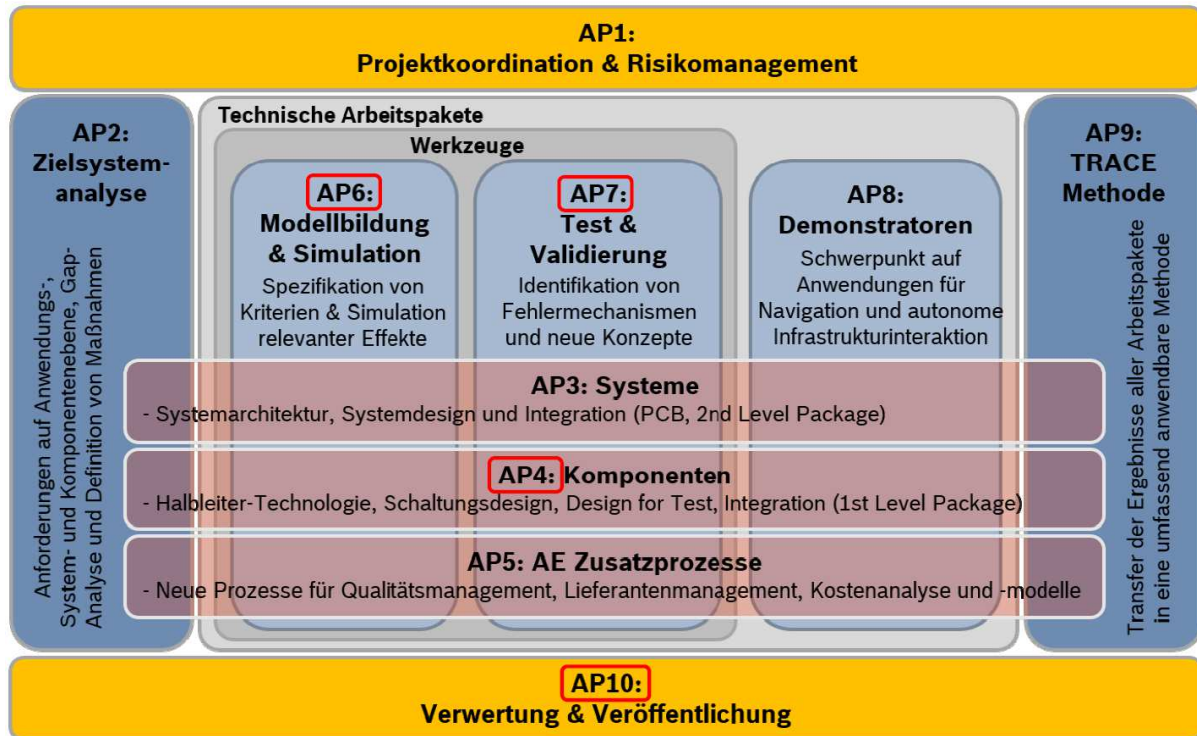 AP1:
Projektkoordination & Risikomanagement
AP2:
Zielsystem-
analyse
Anforderungen auf Anwendungs-,
System- und Komponentenebene, Gap-
Analyse und Definition von Maßnahmen
Technische Arbeitspakete
Werkzeuge
AP6:
Modellbildung
& Simulation
Spezifikation von
Kriterien & Simulation
relevanter Effekte
AP7:
Test &
Validierung
Identifikation von
Fehlermechanismen
und neue Konzepte
AP8:
Demonstratoren
Schwerpunkt auf
Anwendungen für
Navigation und autonome
Infrastrukturinteraktion
AP9:
TRACE
Methode
Transfer der Ergebnisse aller Arbeitspakete
in eine umfassend anwendbare Methode
AP3: Systeme
- Systemarchitektur, Systemdesign und Integration (PCB, 2nd Level Package)
AP4: Komponenten
- Halbleiter-Technologie, Schaltungsdesign, Design for Test, Integration (1st Level Package)
AP5: AE Zusatzprozesse
- Neue Prozesse für Qualitätsmanagement, Lieferantenmanagement, Kostenanalyse und -modelle
AP10:
Verwertung & Veröffentlichung